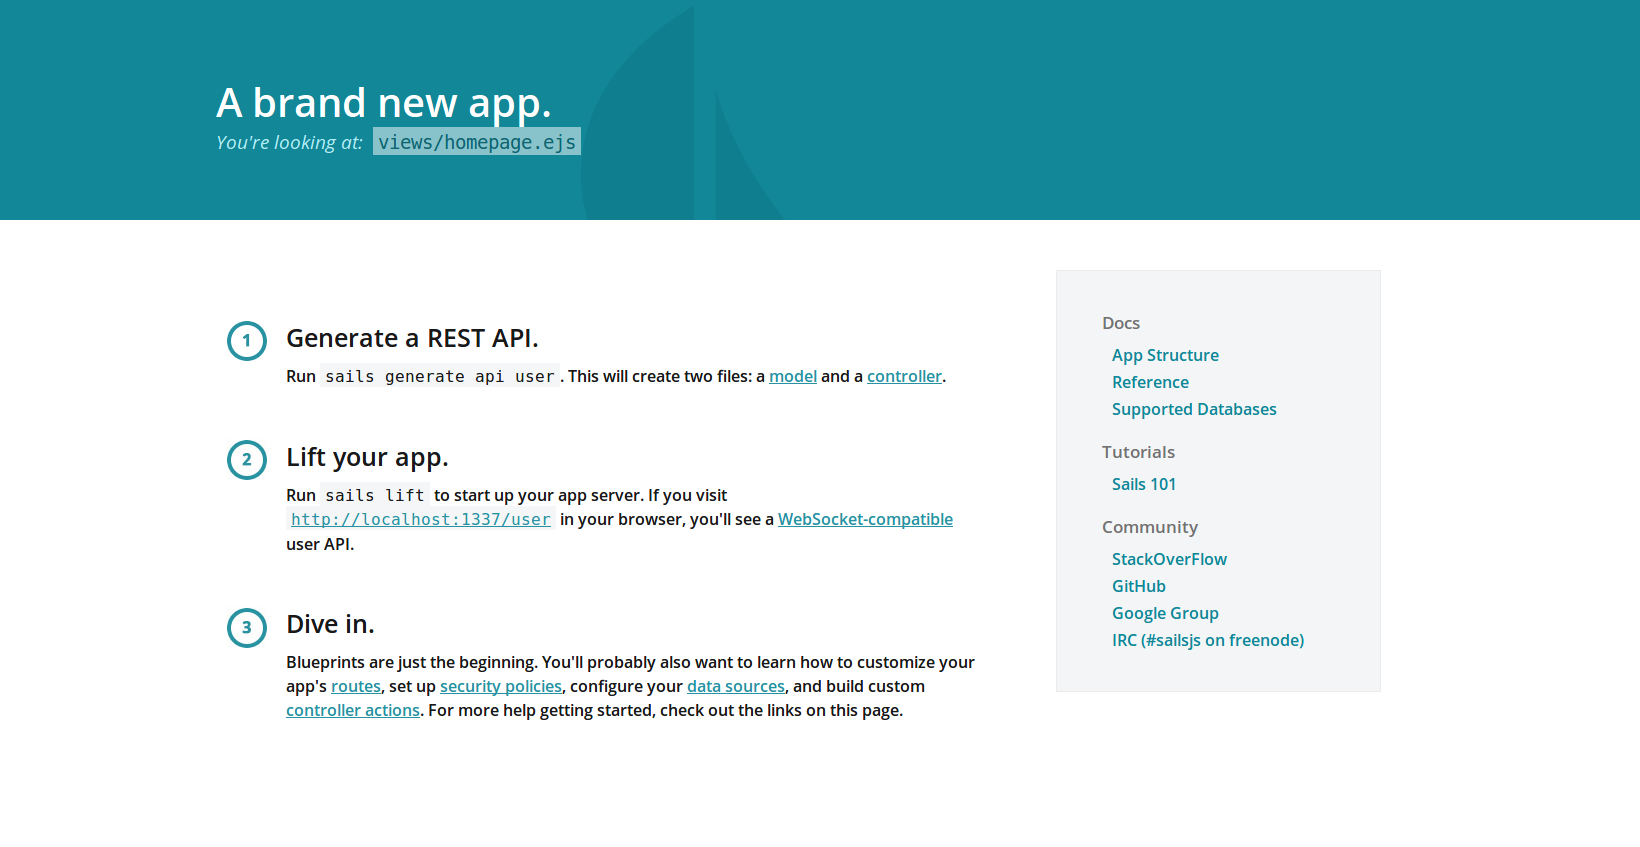 A brand new app.
You're looking at: views/homepage.ejs
1
Generate a REST API.
Run sails generate api user . This will create two files: a model and a controller.
2
Lift your app.
Run sails lift to start up your app server. If you visit
http://localhost:1337/user in your browser, you'll see a WebSocket-compatible
user API.
3
Dive in.
Blueprints are just the beginning. You'll probably also want to learn how to customize your
app's routes, set up security policies, configure your data sources, and build custom
controller actions. For more help getting started, check out the links on this page.
Docs
App Structure
Reference
Supported Databases
Tutorials
Sails 101
Community
StackOverFlow
GitHub
Google Group
IRC (#sailsjs on freenode)